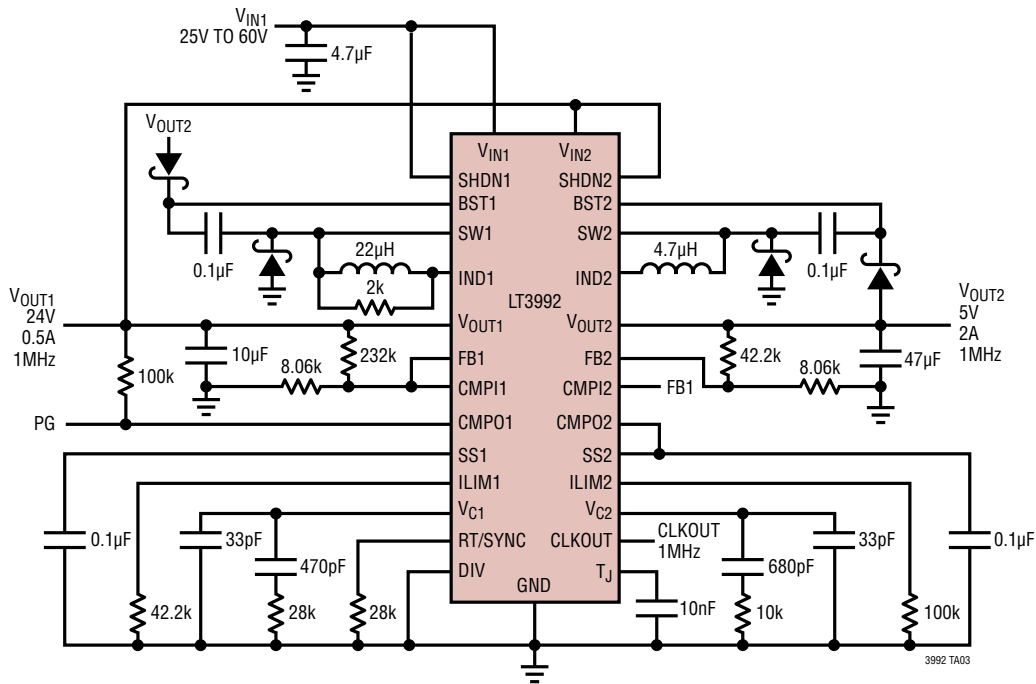 VIN1
25V TO 60V
4.7µF
VOUT2
VIN1
VIN2
SHDN1
SHDN2
BST1
BST2
0.1µF
SW1
SW2
0.1µF
22µH
4.7µH
IND1
IND2
2k
LT3992
VOUT1
24V
0.5A
1MHz
VOUT1
VOUT2
VOUT2
5V
2A
1MHz
10µF
232k
FB1
FB2
42.2k
47µF
100k
8.06k
CMPI1
CMPI2
FB1
8.06k
PG
CMPO1
CMPO2
SS1
SS2
ILIM1
ILIM2
VC1
VC2
0.1µF
33pF
470pF
RT/SYNC
CLKOUT
CLKOUT
1MHz
680pF
33pF
0.1µF
DIV
TJ
GND
42.2k
28k
28k
10nF
10k
100k
3992 TA03